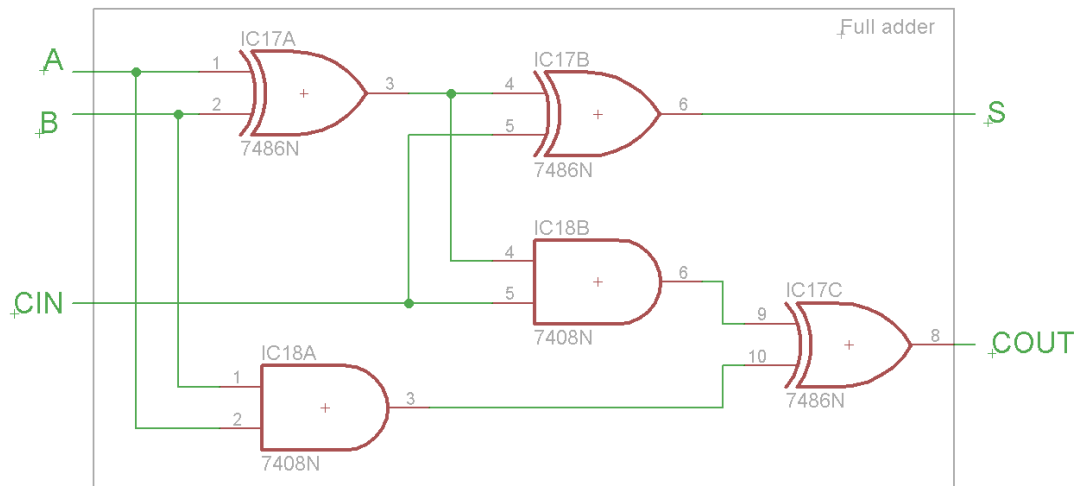 Full adder
IC17A
A
1
3
IC17B
4
6
S
B
2
5
7486N
7486N
IC18B
4
6
CIN
5
IC17C
9
7408N
8
COUT
IC18A
10
1
3
7486N
2
7408N